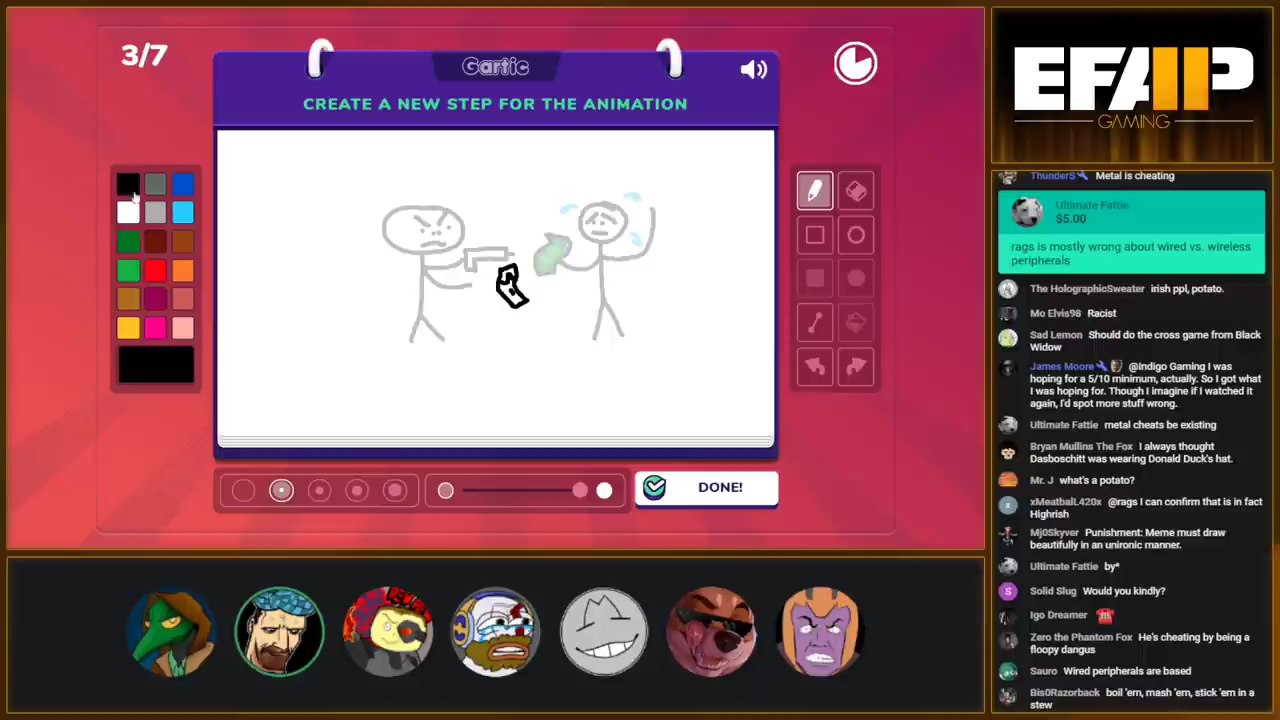 3/7
Gartic
CREATE A NEW STEP FOR THE ANIMATION
DONE!
EFAP
GAMING
ThunderS Metal is cheating
Ultimate Fattie
$5.00
rags is mostly wrong about wired vs. wireless
peripherals
The HolographicSweater irish ppl, potato.
Mo Elvis98 Racist
Sad Lemon Should do the cross game from Black
Widow
James Moore @Indigo Gaming I was
hoping for a 5/10 minimum, actually. So I got what
I was hoping for. Though I imagine if I watched it
again, I'd spot more stuff wrong.
Ultimate Fattie metal cheats be existing
Bryan Mullins The Fox I always thought
Dasboschitt was wearing Donald Duck's hat.
Mr. J what's a potato?
xMeatbaL420x @rags I can confirm that is in fact
Highrish
Mj0Skyver Punishment: Meme must draw
beautifully in an unironic manner.
Ultimate Fattie by*
S Solid Slug Would you kindly?
Igo Dreamer
Zero the Phantom Fox He's cheating by being a
floopy dangus
Sauro Wired peripherals are based
Bis0Razorback boil 'em, mash 'em, stick 'em in a
stew